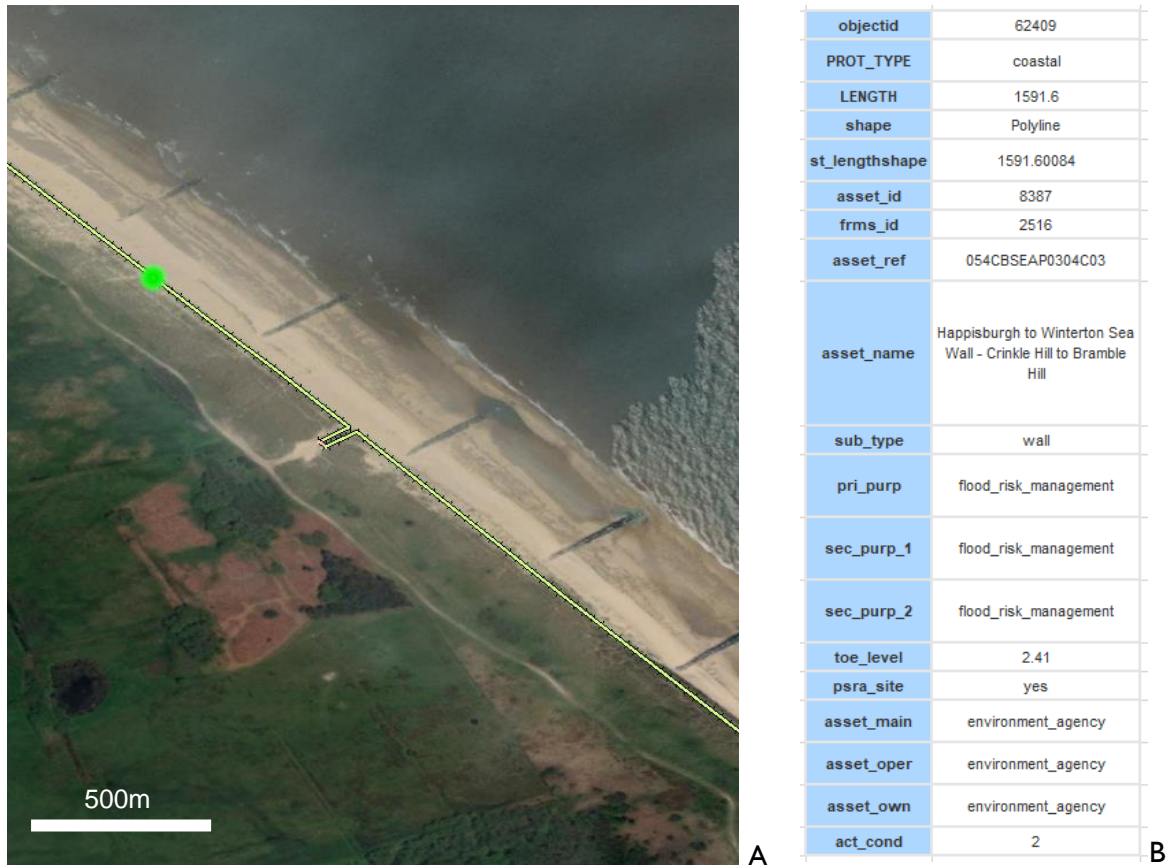 500m
A
objectid 62409
PROT_TYPE coastal
LENGTH 1591.6
shape Polyline
st_lengthshape 1591.60084
asset_id 8387
frms_id 2516
asset_ref 054CBSEAP0304C03
asset_name Happisburgh to Winterton Sea
Wall - Crinkle Hill to Bramble
Hill
sub_type wall
pri_purp flood_risk_management
sec_purp_1 flood_risk_management
sec_purp_2 flood_risk_management
toe_level 2.41
psra_site yes
asset_main environment_agency
asset_oper environment_agency
asset_own environment_agency
act_cond 2
B